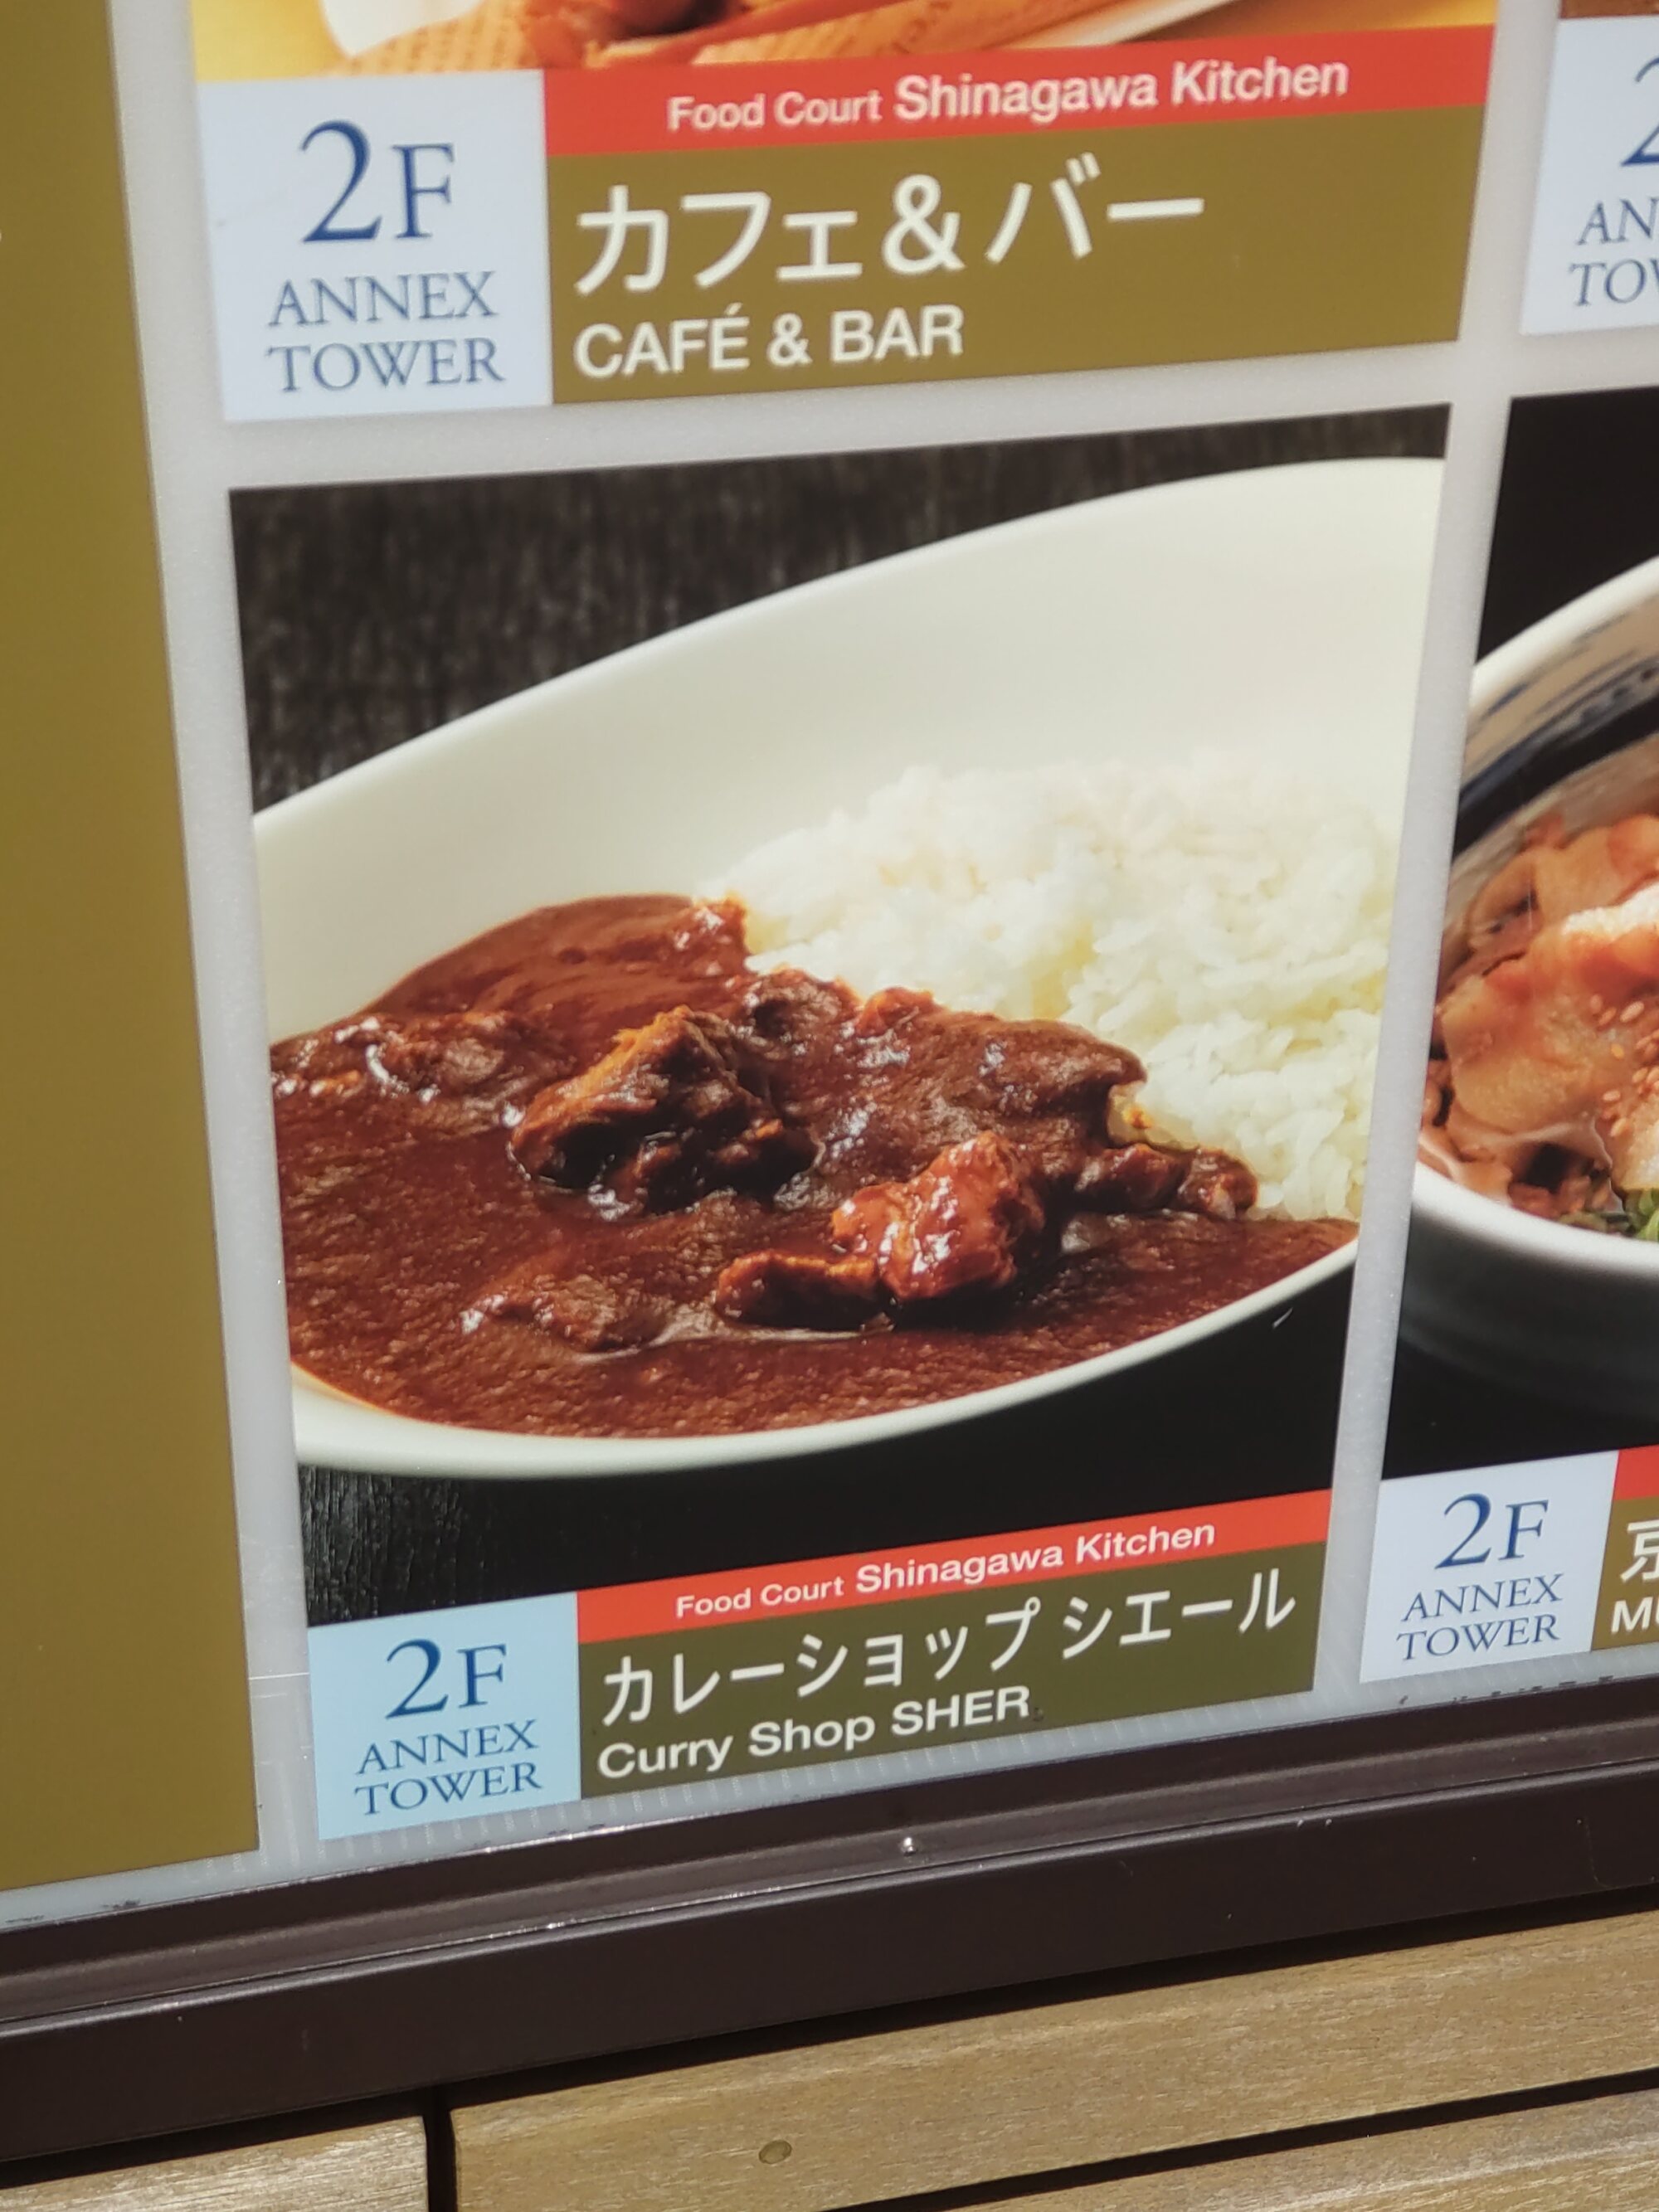 Food Court Shinagawa Kitchen
2F
ANNEX
TOWER
カフェ&バー
CAFÉ & BAR
Food Court Shinagawa Kitchen
2F
ANNEX
TOWER
カレーショップ シエール
Curry Shop SHER
2F
ANNEX
TOWER